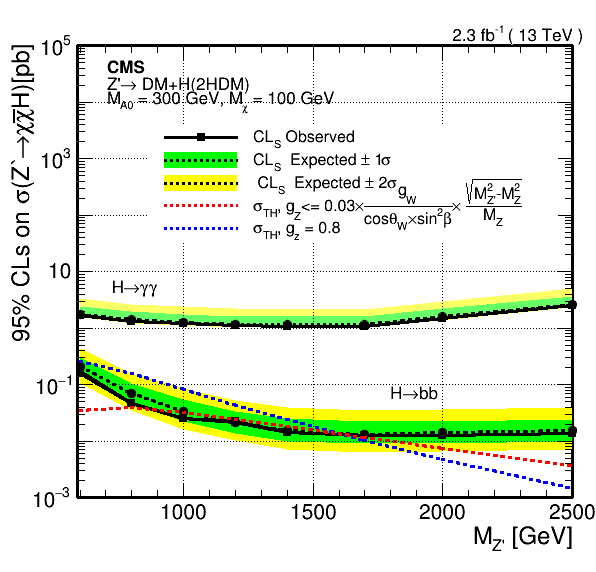 2.3 fb⁻¹ ( 13 TeV )
95% CLs on σ(Z`→χχ̅H)[pb]
10⁵
10³
10
10⁻¹
10⁻³
CMS
Z'→ DM+H(2HDM)
M_A0 = 300 GeV, M_χ = 100 GeV
CL_S Observed
CL_S Expected ± 1σ
CL_S Expected ± 2σ
σ_TH, g_Z<= 0.03×g_W/(cosθ_W×sin²β)×√(M²_Z'-M²_Z)/M_Z
σ_TH, g_z = 0.8
H→γγ
H→bb
1000 1500 2000 2500
M_Z' [GeV]